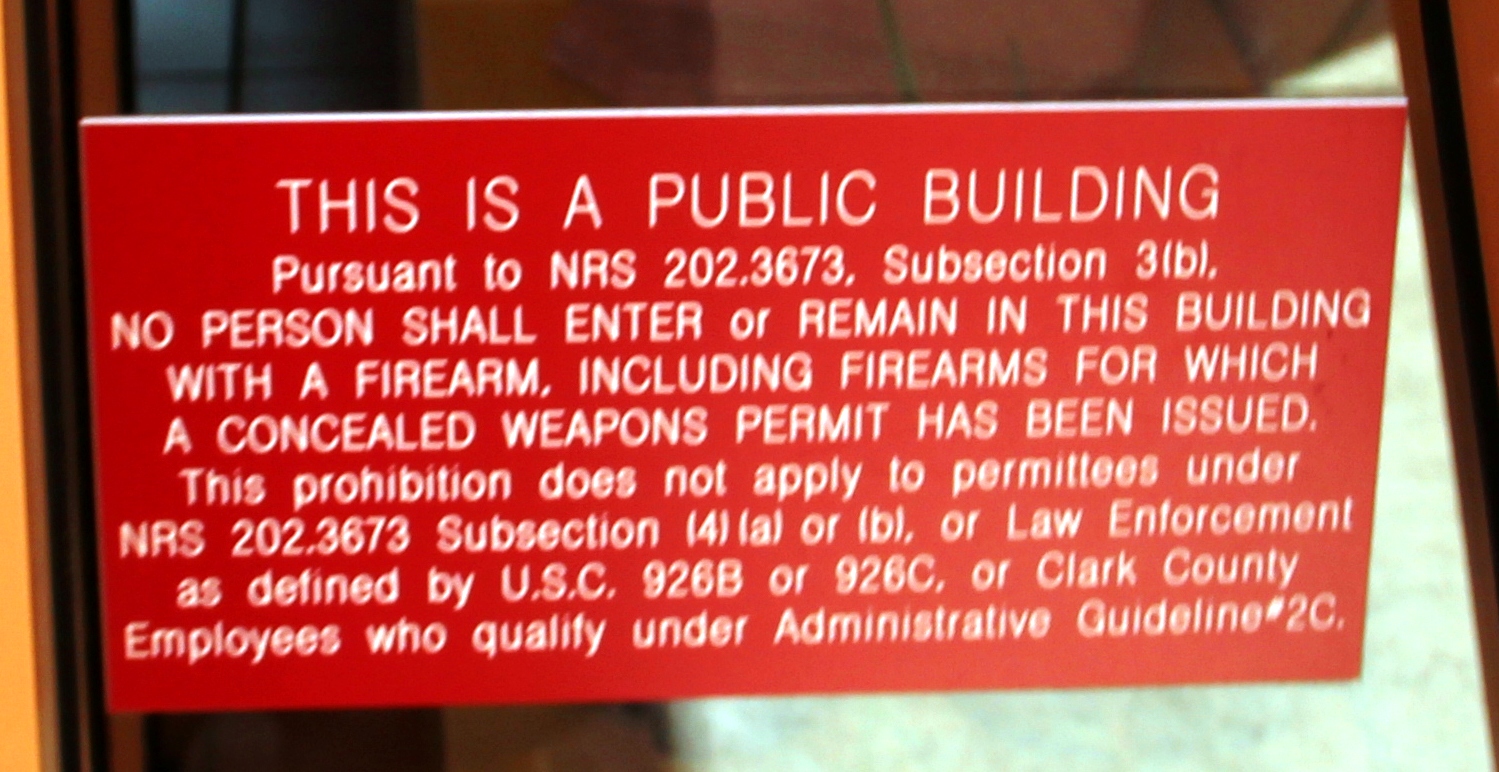 THIS IS A PUBLIC BUILDING
Pursuant to NRS 202.3673, Subsection 3(b),
NO PERSON SHALL ENTER or REMAIN IN THIS BUILDING
WITH A FIREARM, INCLUDING FIREARMS FOR WHICH
A CONCEALED WEAPONS PERMIT HAS BEEN ISSUED.
This prohibition does not apply to permittees under
NRS 202.3673 Subsection (4)(a) or (b), or Law Enforcement
as defined by U.S.C. 926B or 926C, or Clark County
Employees who qualify under Administrative Guideline#2C.